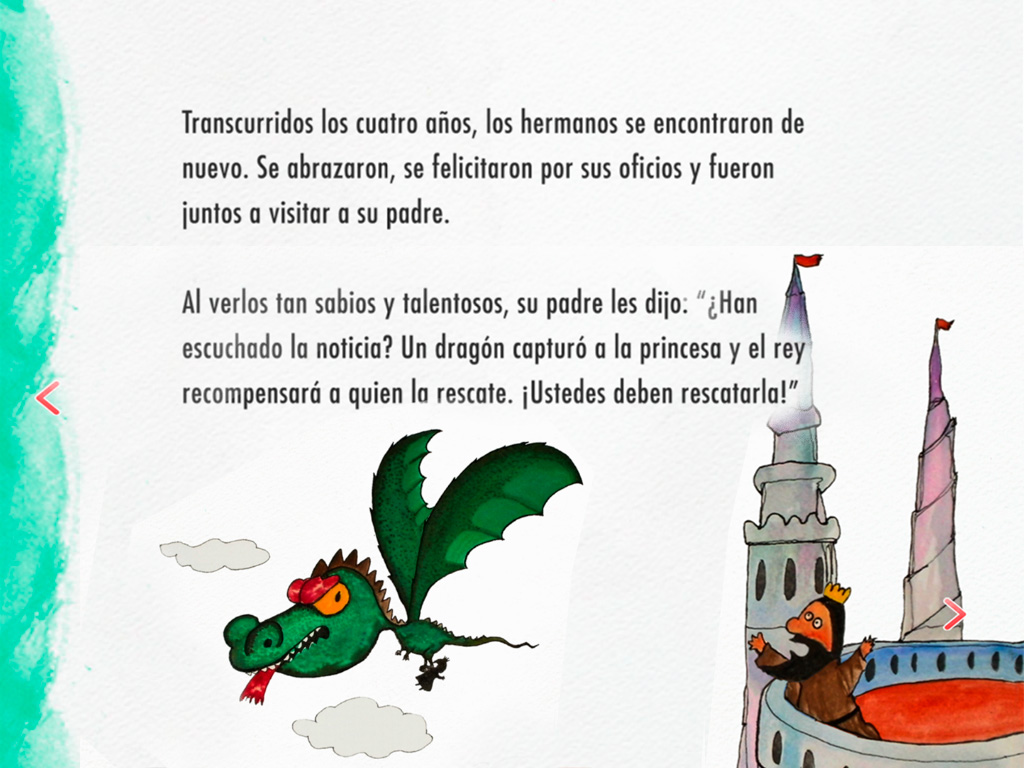 Transcurridos los cuatro años, los hermanos se encontraron de
nuevo. Se abrazaron, se felicitaron por sus oficios y fueron
juntos a visitar a su padre.
Al verlos tan sabios y talentosos, su padre les dijo: “¿Han
escuchado la noticia? Un dragón capturó a la princesa y el rey
recompensará a quien la rescate. ¡Ustedes deben rescatarla!”